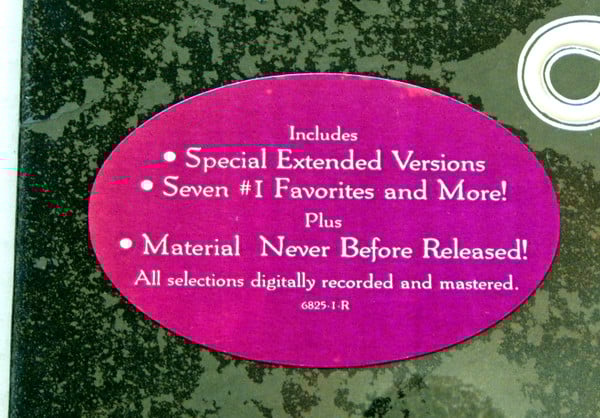 Includes
• Special Extended Versions
• Seven #1 Favorites and More!
Plus
• Material Never Before Released!
All selections digitally recorded and mastered.
6825-1-R